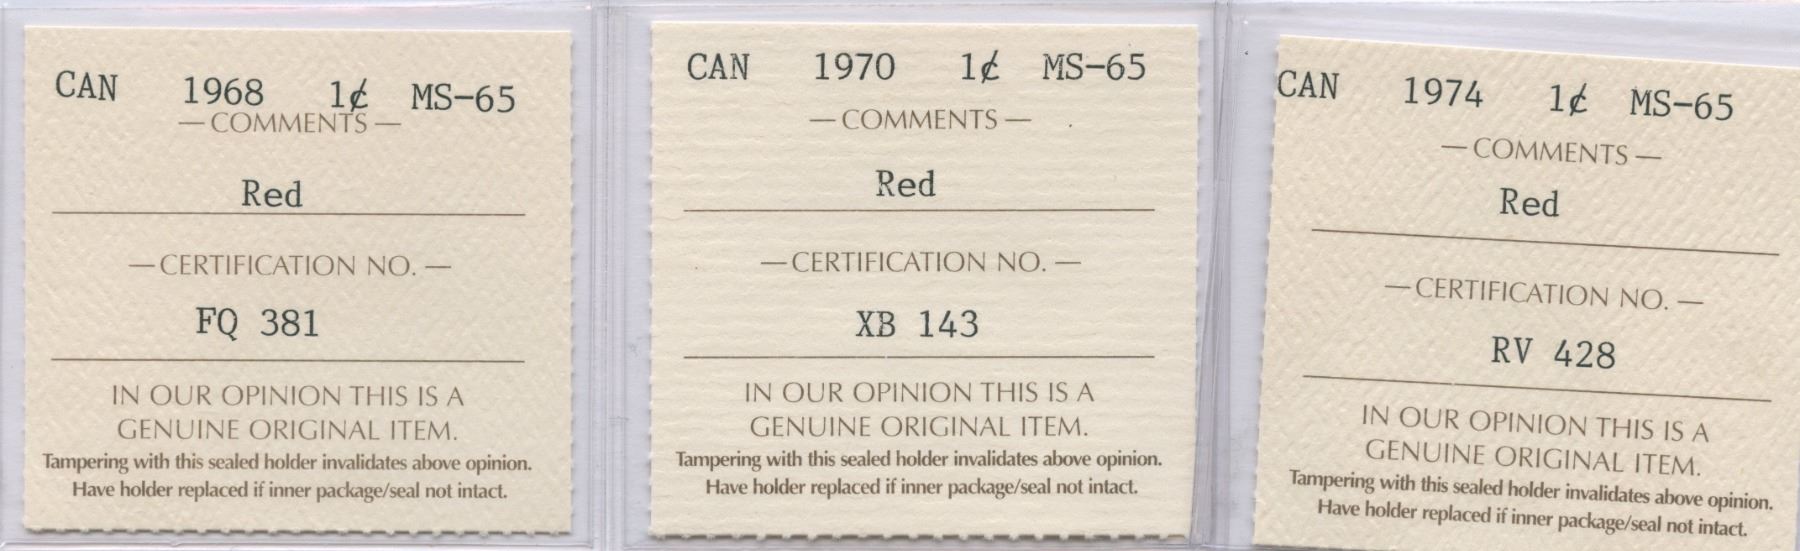 CAN 1968 1¢ MS-65
— COMMENTS —
Red
— CERTIFICATION NO. —
FQ 381
IN OUR OPINION THIS IS A
GENUINE ORIGINAL ITEM.
Tampering with this sealed holder invalidates above opinion.
Have holder replaced if inner package/seal not intact.
CAN 1970 1¢ MS-65
— COMMENTS —
Red
— CERTIFICATION NO. —
XB 143
IN OUR OPINION THIS IS A
GENUINE ORIGINAL ITEM.
Tampering with this sealed holder invalidates above opinion.
Have holder replaced if inner package/seal not intact.
CAN 1974 1¢ MS-65
— COMMENTS —
Red
— CERTIFICATION NO. —
RV 428
IN OUR OPINION THIS IS A
GENUINE ORIGINAL ITEM.
Tampering with this sealed holder invalidates above opinion.
Have holder replaced if inner package/seal not intact.